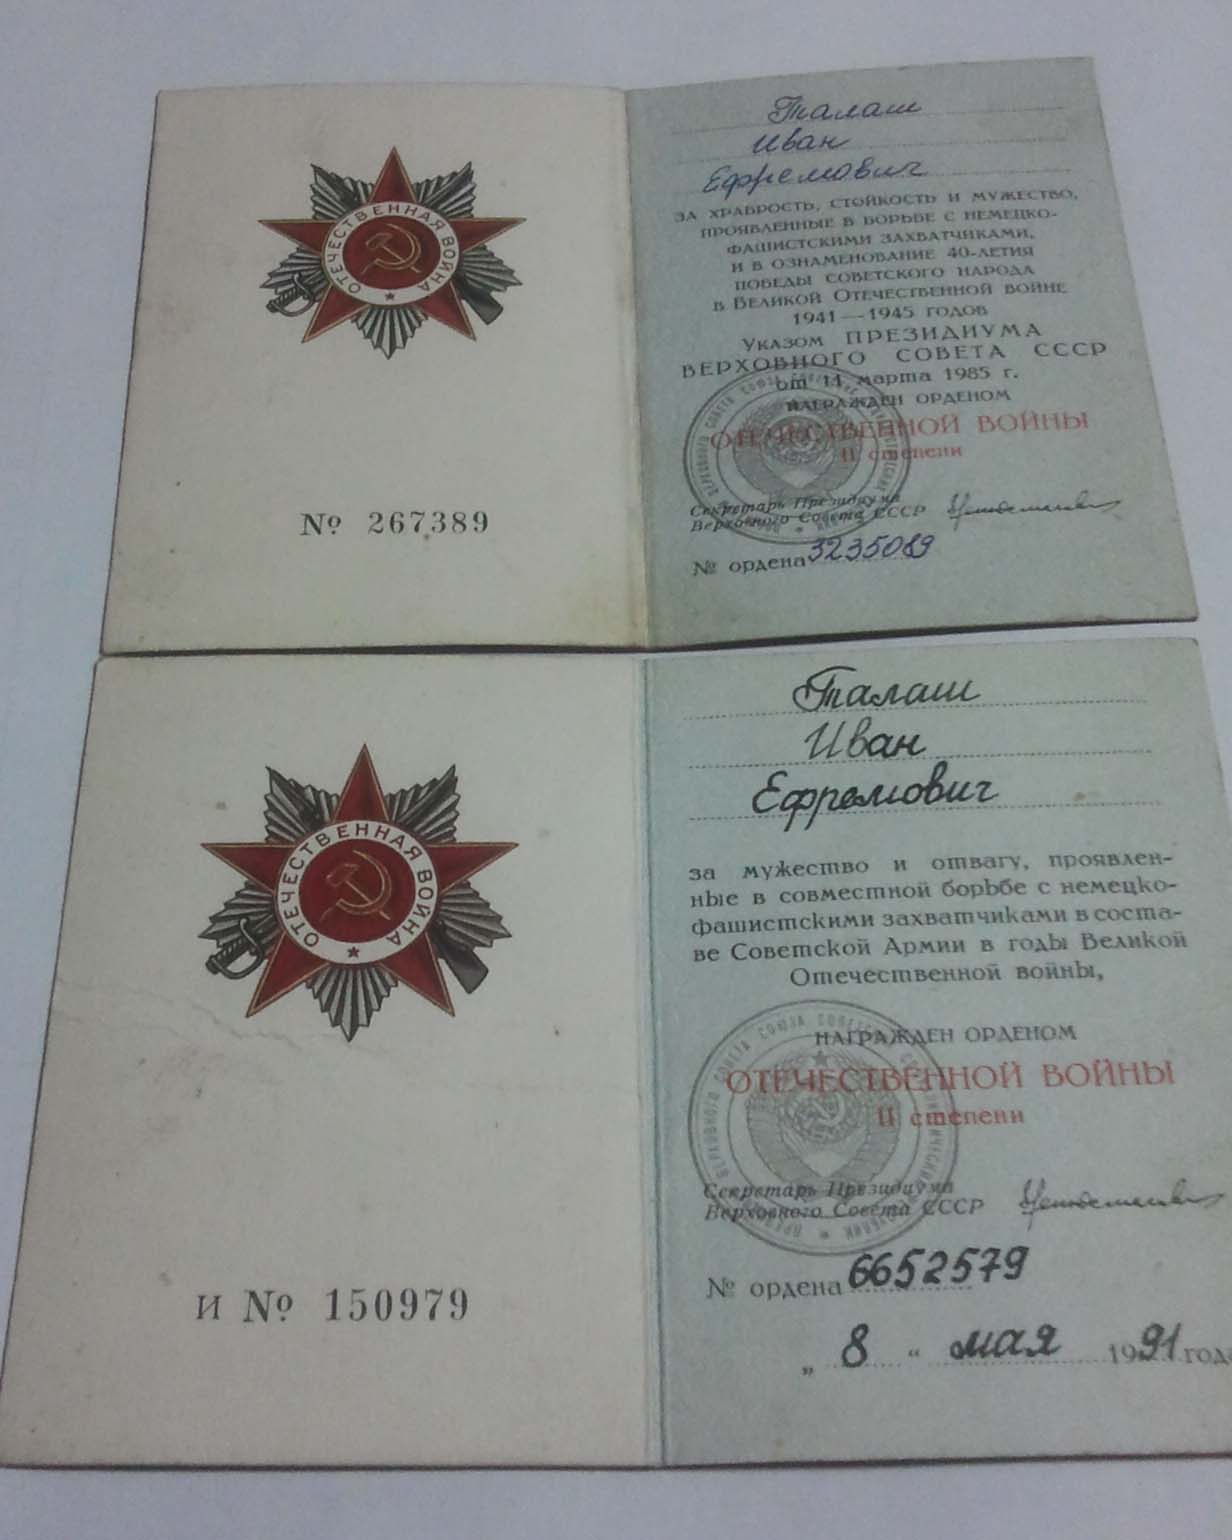 ОТЕЧЕСТВЕННАЯ ВОЙНА
№ 267389
Талаш
Иван
Ефремович
ЗА ХРАБРОСТЬ, СТОЙКОСТЬ И МУЖЕСТВО,
ПРОЯВЛЕННЫЕ В БОРЬБЕ С НЕМЕЦКО-
ФАШИСТСКИМИ ЗАХВАТЧИКАМИ,
И В ОЗНАМЕНОВАНИЕ 40-ЛЕТИЯ
ПОБЕДЫ СОВЕТСКОГО НАРОДА
В ВЕЛИКОЙ ОТЕЧЕСТВЕННОЙ ВОЙНЕ
1941—1945 ГОДОВ
УКАЗОМ ПРЕЗИДИУМА
ВЕРХОВНОГО СОВЕТА СССР
от 11 марта 1985 г.
НАГРАЖДЕН ОРДЕНОМ
ОТЕЧЕСТВЕННОЙ ВОЙНЫ
II степени
Секретарь Президиума
Верховного Совета СССР
№ ордена 3235089
ОТЕЧЕСТВЕННАЯ ВОЙНА
И № 150979
Талаш
Иван
Ефремович
за мужество и отвагу, проявлен-
ные в совместной борьбе с немецко-
фашистскими захватчиками в соста-
ве Советской Армии в годы Великой
Отечественной войны,
НАГРАЖДЕН ОРДЕНОМ
ОТЕЧЕСТВЕННОЙ ВОЙНЫ
II степени
Секретарь Президиума
Верховного Совета СССР
№ ордена 6652579
„ 8 “ мая 1991 года